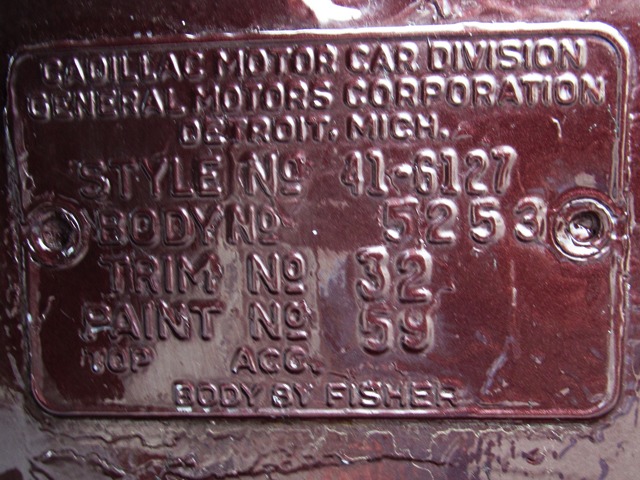 CADILLAC MOTOR CAR DIVISION
GENERAL MOTORS CORPORATION
DETROIT, MICH.
STYLE No 41-6127
BODY No 5253
TRIM No 32
PAINT No 59
TOP ACC.
BODY BY FISHER